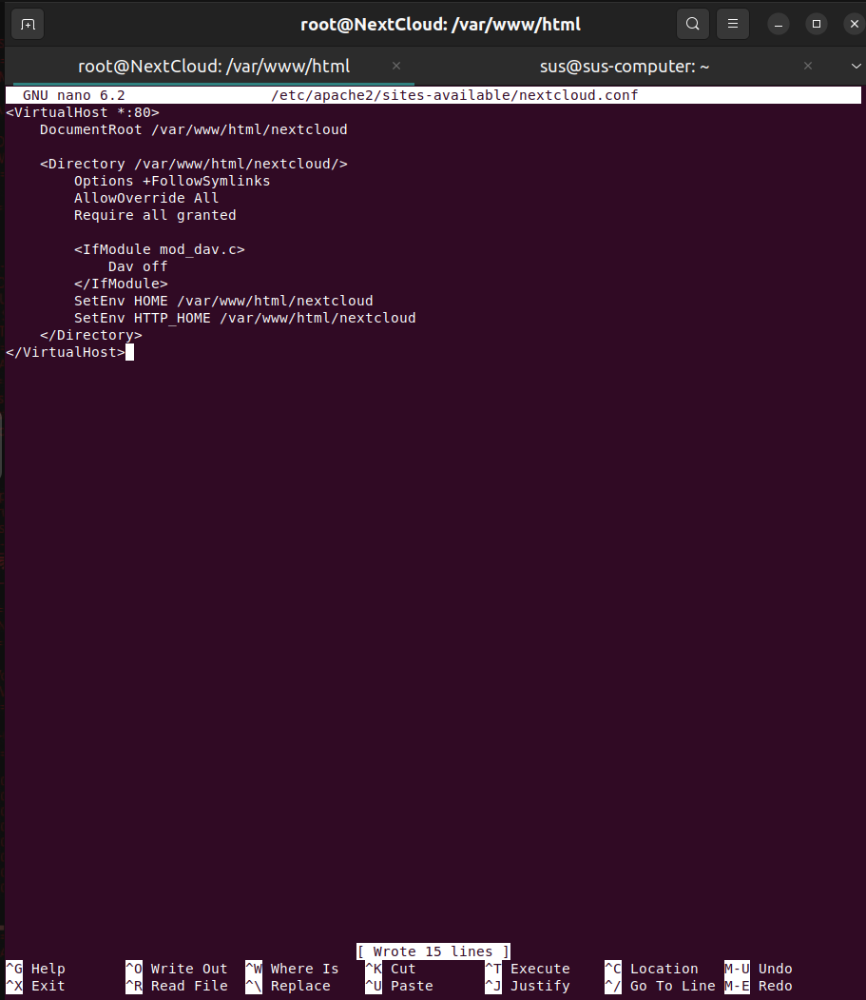 root@NextCloud: /var/www/html
root@NextCloud: /var/www/html × sus@sus-computer: ~ ×
GNU nano 6.2 /etc/apache2/sites-available/nextcloud.conf
<VirtualHost *:80>
    DocumentRoot /var/www/html/nextcloud

    <Directory /var/www/html/nextcloud/>
        Options +FollowSymlinks
        AllowOverride All
        Require all granted

        <IfModule mod_dav.c>
            Dav off
        </IfModule>
        SetEnv HOME /var/www/html/nextcloud
        SetEnv HTTP_HOME /var/www/html/nextcloud
    </Directory>
</VirtualHost>
[ Wrote 15 lines ]
^G Help ^O Write Out ^W Where Is ^K Cut ^T Execute ^C Location M-U Undo
^X Exit ^R Read File ^\ Replace ^U Paste ^J Justify ^/ Go To Line M-E Redo